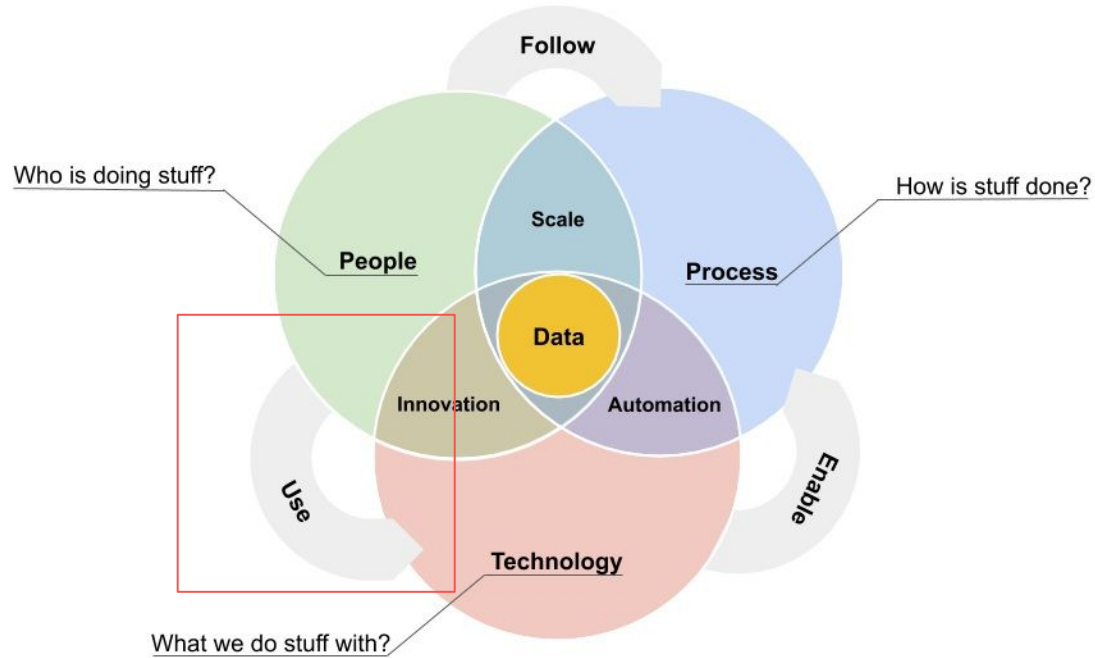 Follow
Who is doing stuff?
How is stuff done?
Scale
People
Process
Data
Innovation
Automation
Use
Enable
Technology
What we do stuff with?